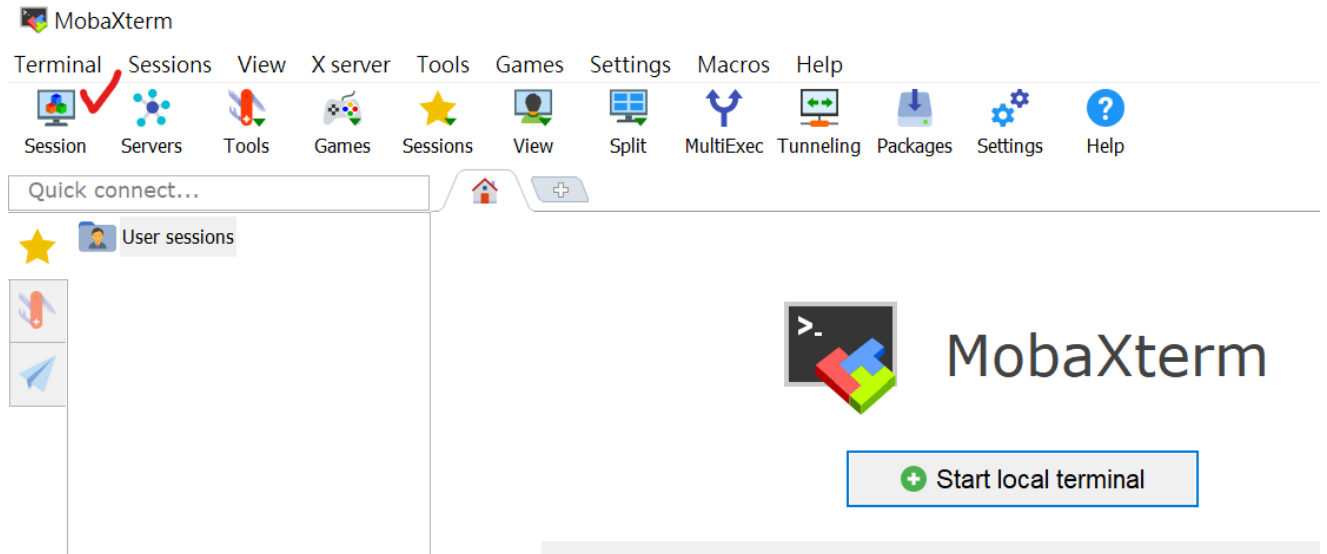 MobaXterm
Terminal Sessions View X server Tools Games Settings Macros Help
Session Servers Tools Games Sessions View Split MultiExec Tunneling Packages Settings Help
Quick connect...
User sessions
>_
MobaXterm
Start local terminal